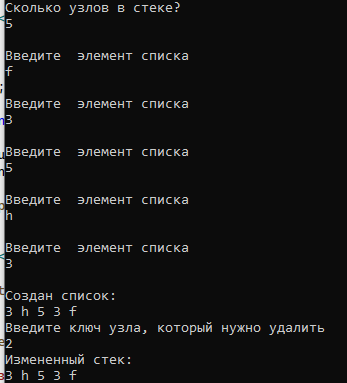 Сколько узлов в стеке?
5
Введите  элемент списка
f
Введите  элемент списка
3
Введите  элемент списка
5
Введите  элемент списка
h
Введите  элемент списка
3
Создан список:
3 h 5 3 f
Введите ключ узла, который нужно удалить
2
Измененный стек:
3 h 5 3 f